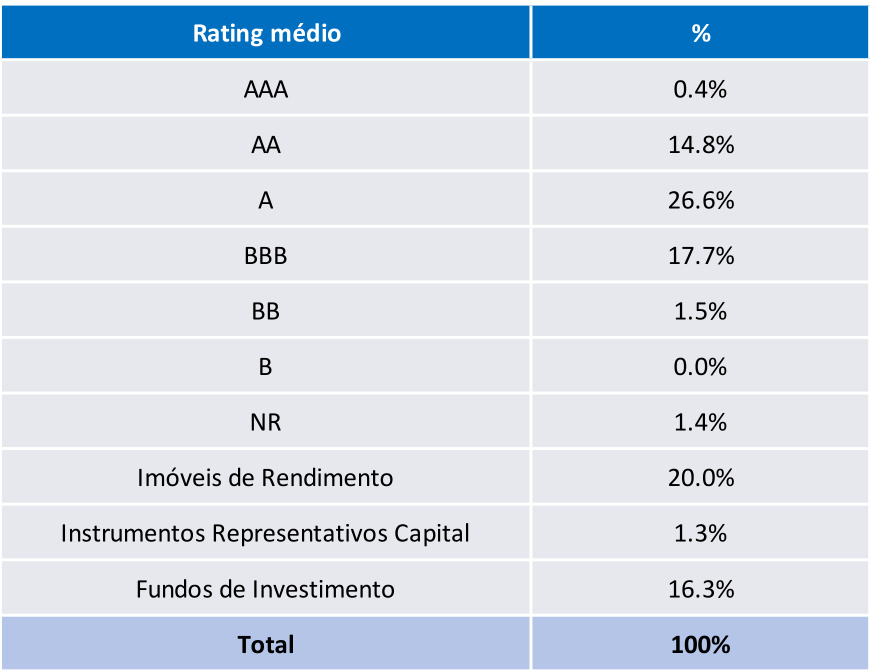 Rating médio %
AAA 0.4%
AA 14.8%
A 26.6%
BBB 17.7%
BB 1.5%
B 0.0%
NR 1.4%
Imóveis de Rendimento 20.0%
Instrumentos Representativos Capital 1.3%
Fundos de Investimento 16.3%
Total 100%